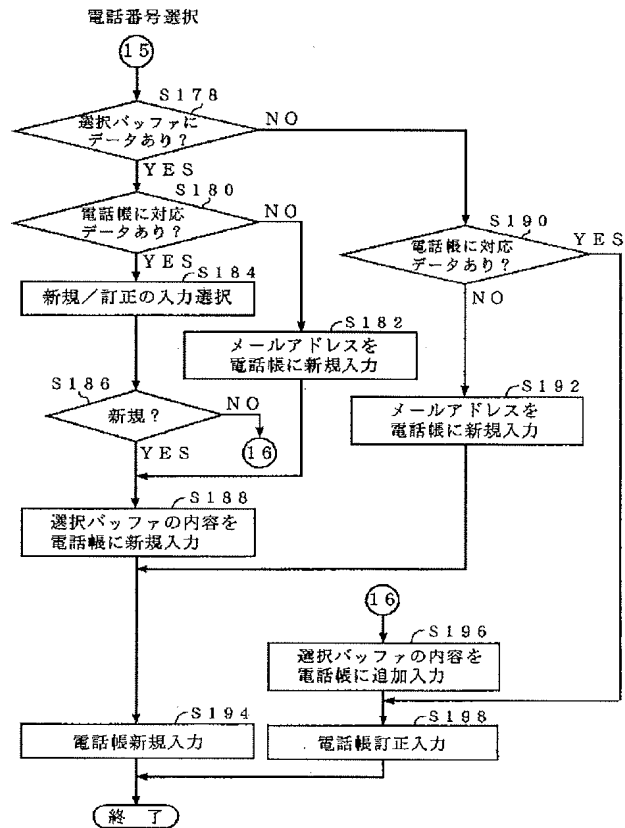 電話番号選択
15
S178
選択バッファに
データあり？
NO
YES
S180
電話帳に対応
データあり？
NO
YES
S190
電話帳に対応
データあり？
YES
NO
S184
新規／訂正の入力選択
S182
メールアドレスを
電話帳に新規入力
S186
新規？
NO
16
YES
S192
メールアドレスを
電話帳に新規入力
S188
選択バッファの内容を
電話帳に新規入力
16
S196
選択バッファの内容を
電話帳に追加入力
S194
電話帳新規入力
S198
電話帳訂正入力
終 了